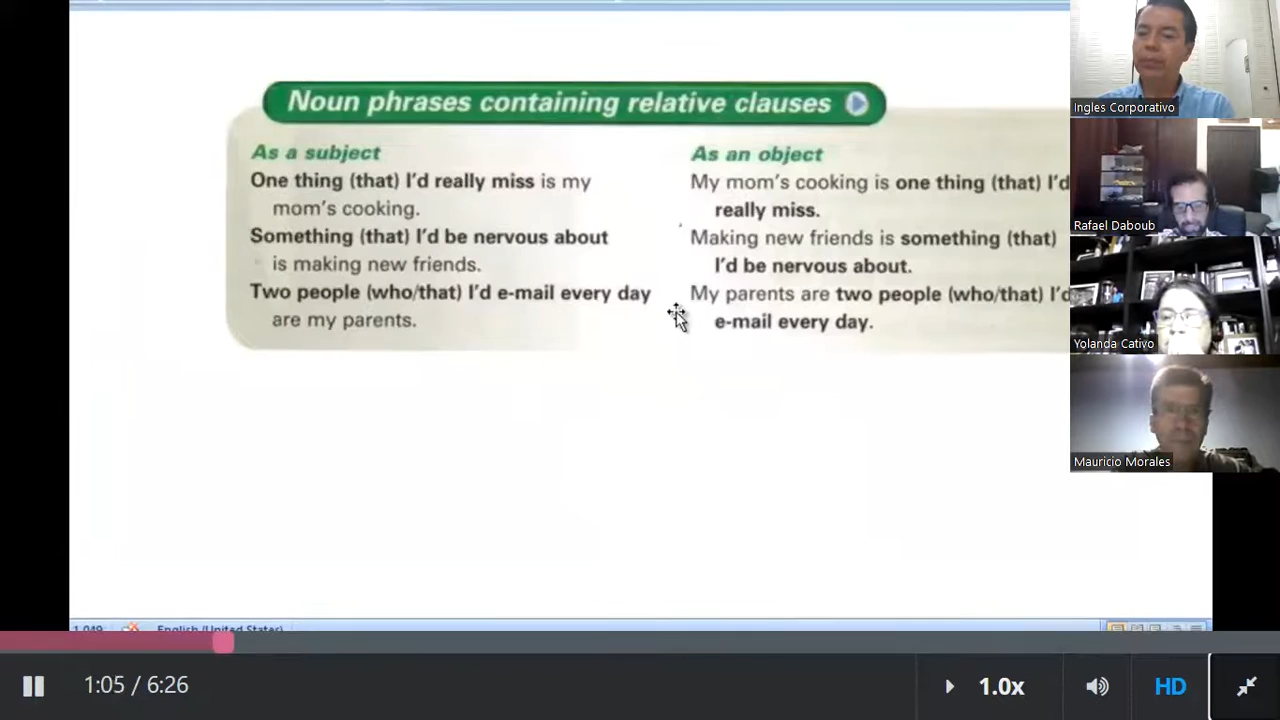 Noun phrases containing relative clauses
As a subject
One thing (that) I'd really miss is my
mom's cooking.
Something (that) I'd be nervous about
is making new friends.
Two people (who/that) I'd e-mail every day
are my parents.
As an object
My mom's cooking is one thing (that) I'd
really miss.
Making new friends is something (that)
I'd be nervous about.
My parents are two people (who/that) I'd
e-mail every day.
Ingles Corporativo
Rafael Daboub
Yolanda Cativo
Mauricio Morales
English (United States)
1:05 / 6:26
1.0x
HD